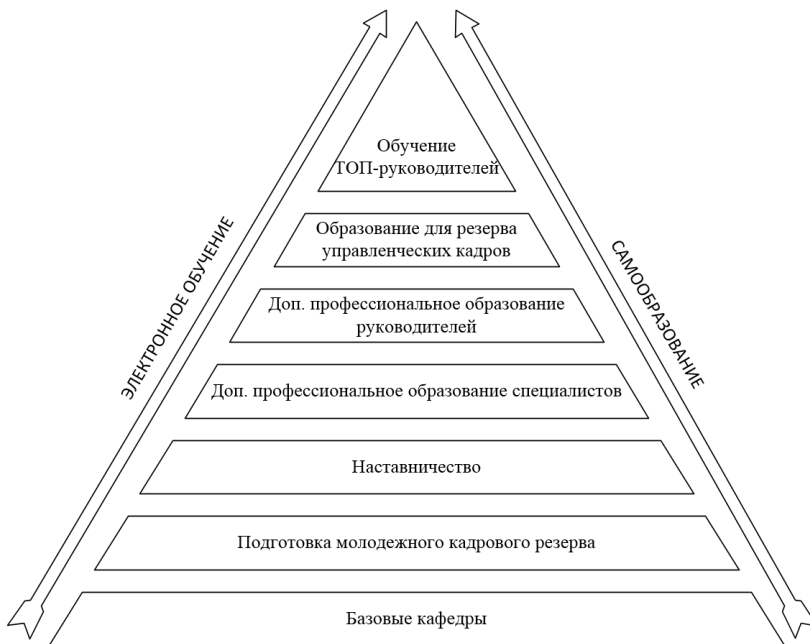 Обучение
ТОП-руководителей
Образование для резерва
управленческих кадров
Доп. профессиональное образование
руководителей
Доп. профессиональное образование специалистов
Наставничество
Подготовка молодежного кадрового резерва
Базовые кафедры
ЭЛЕКТРОННОЕ ОБУЧЕНИЕ
САМООБРАЗОВАНИЕ